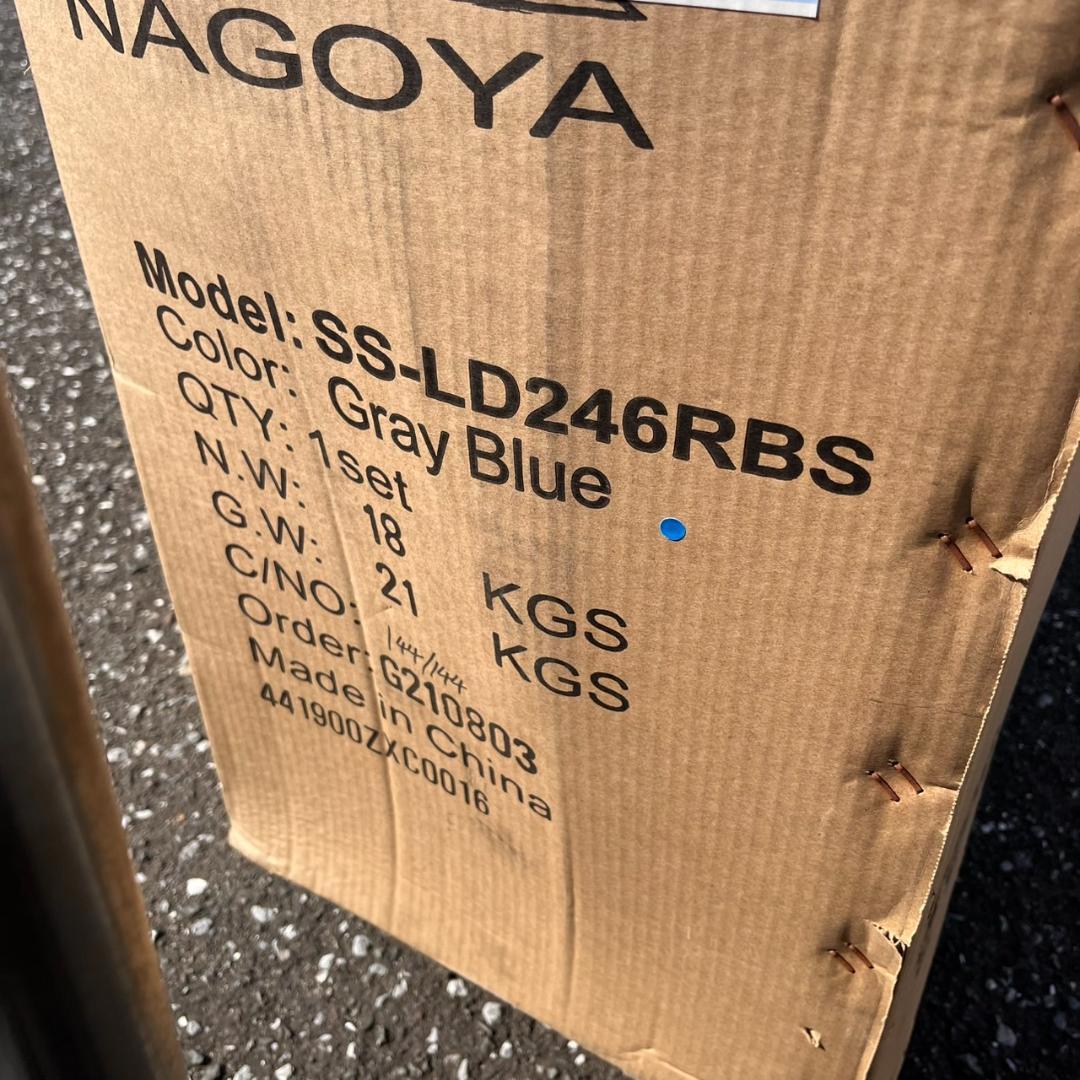 NAGOYA
Model: SS-LD246RBS
Color: Gray Blue
QTY: 1set
N.W: 18 KGS
G.W: 21 KGS
C/NO: 144/144
Order: G210803
Made in China
441900ZXC0016